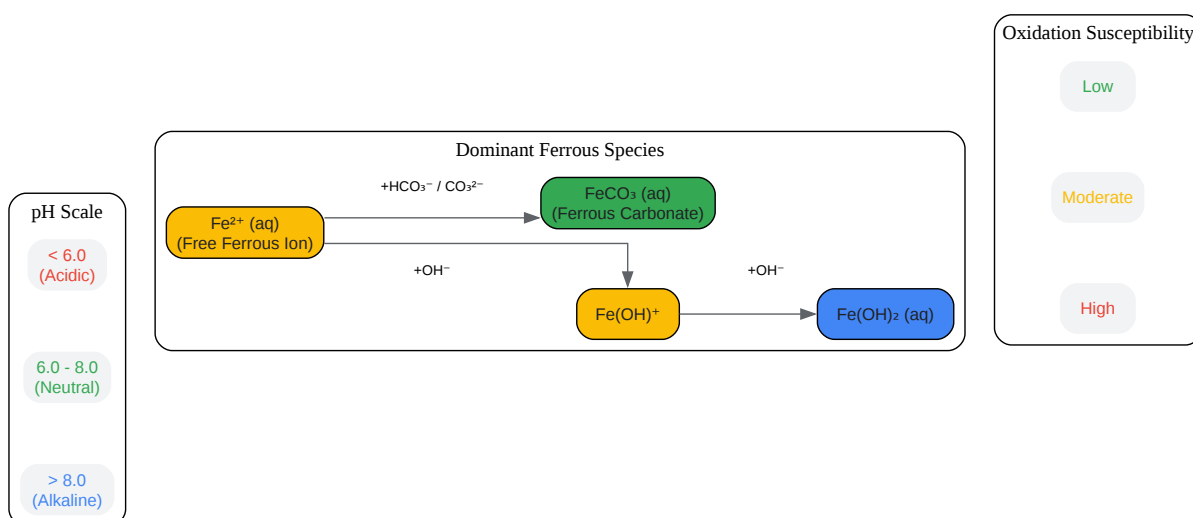 pH Scale
< 6.0
(Acidic)
6.0 - 8.0
(Neutral)
> 8.0
(Alkaline)
Dominant Ferrous Species
Fe²⁺ (aq)
(Free Ferrous Ion)
+HCO₃⁻ / CO₃²⁻
FeCO₃ (aq)
(Ferrous Carbonate)
+OH⁻
Fe(OH)⁺
+OH⁻
Fe(OH)₂ (aq)
Oxidation Susceptibility
Low
Moderate
High